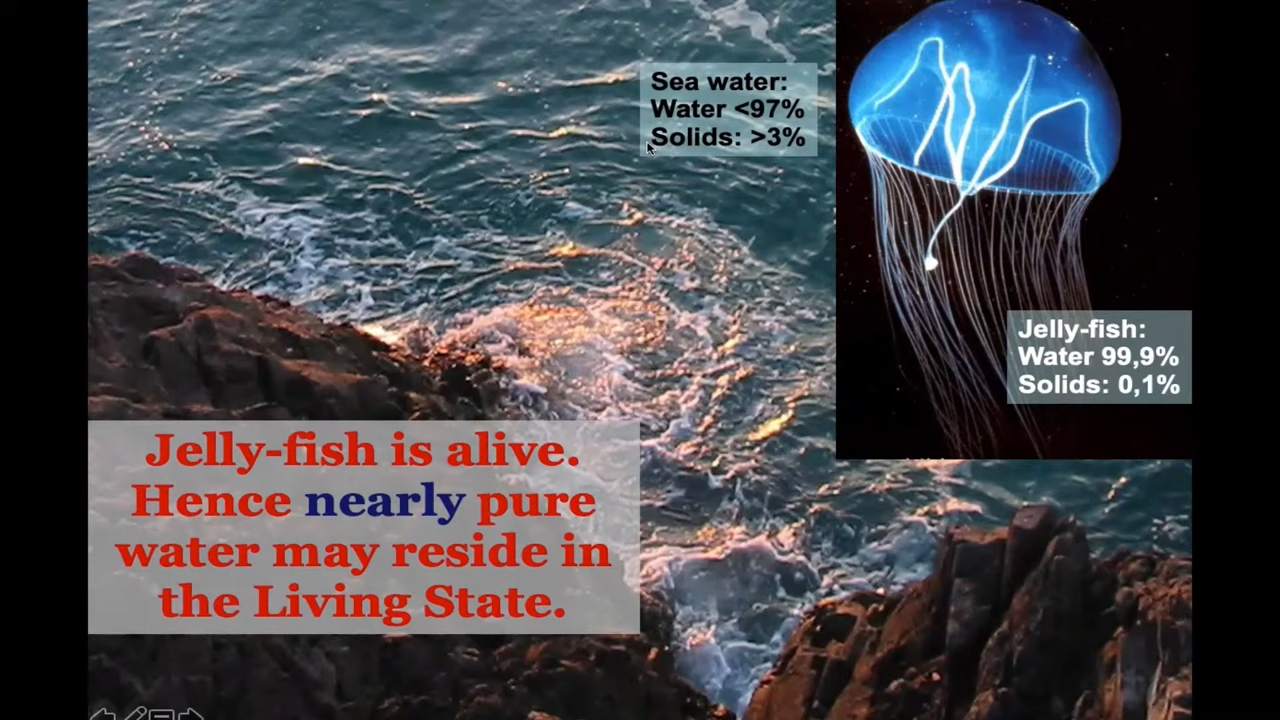 Sea water:
Water <97%
Solids: >3%
Jelly-fish:
Water 99,9%
Solids: 0,1%
Jelly-fish is alive.
Hence nearly pure
water may reside in
the Living State.